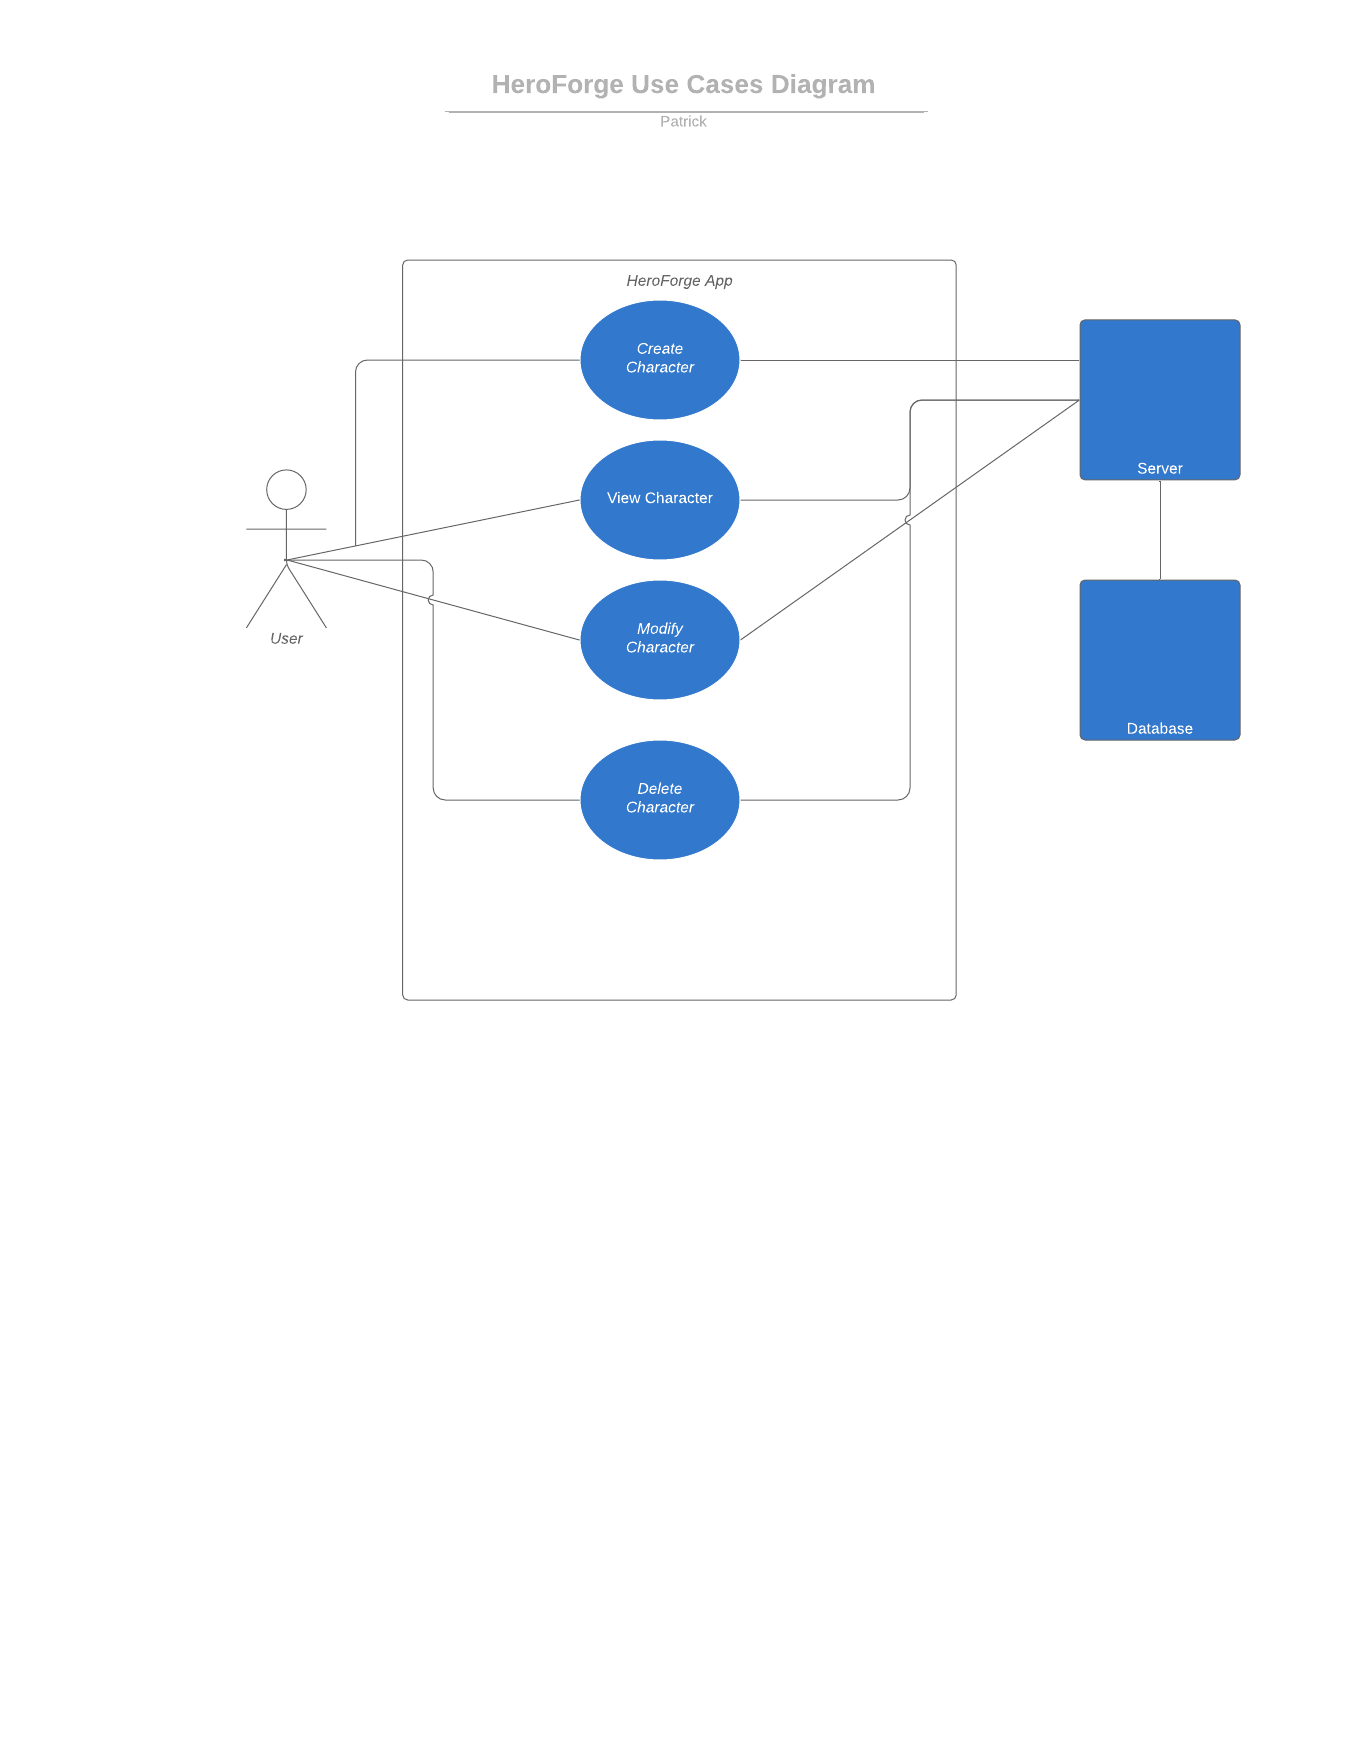 HeroForge Use Cases Diagram
Patrick
HeroForge App
Create
Character
View Character
Modify
Character
Delete
Character
User
Server
Database